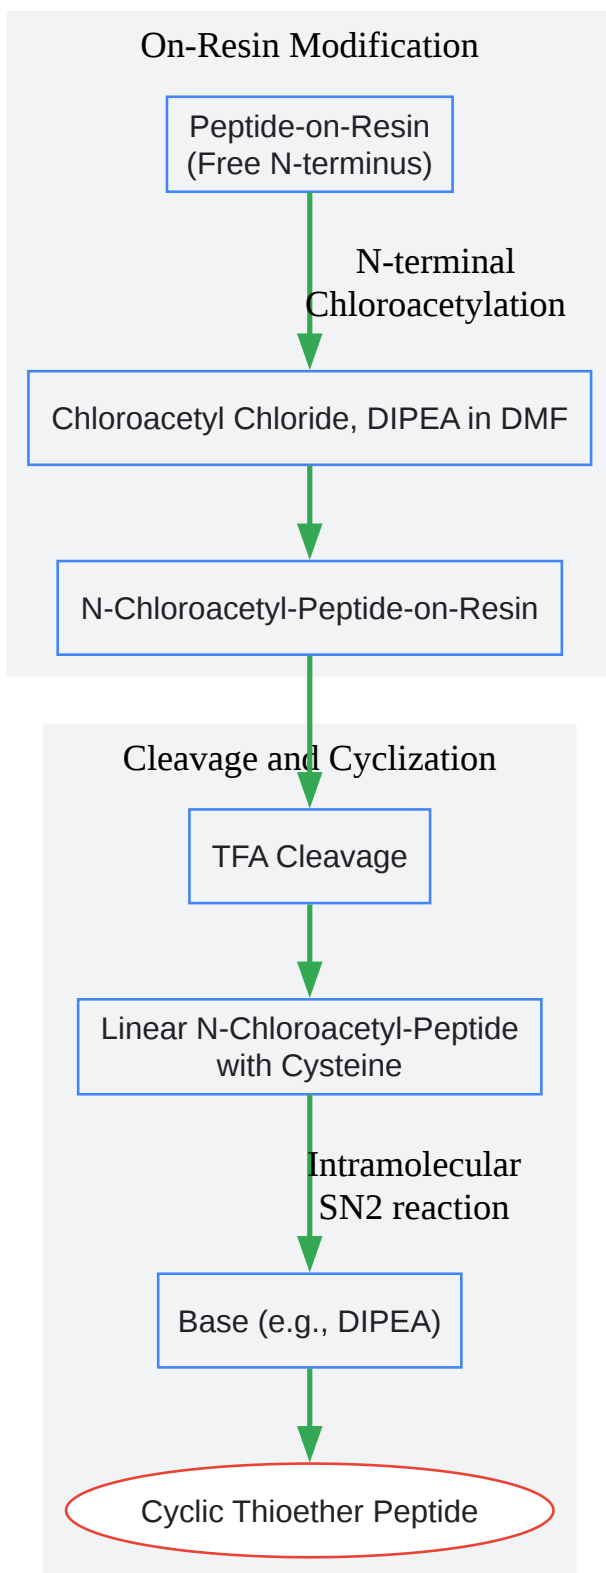 On-Resin Modification
Peptide-on-Resin
(Free N-terminus)
N-terminal
Chloroacetylation
Chloroacetyl Chloride, DIPEA in DMF
N-Chloroacetyl-Peptide-on-Resin
Cleavage and Cyclization
TFA Cleavage
Linear N-Chloroacetyl-Peptide
with Cysteine
Intramolecular
SN2 reaction
Base (e.g., DIPEA)
Cyclic Thioether Peptide